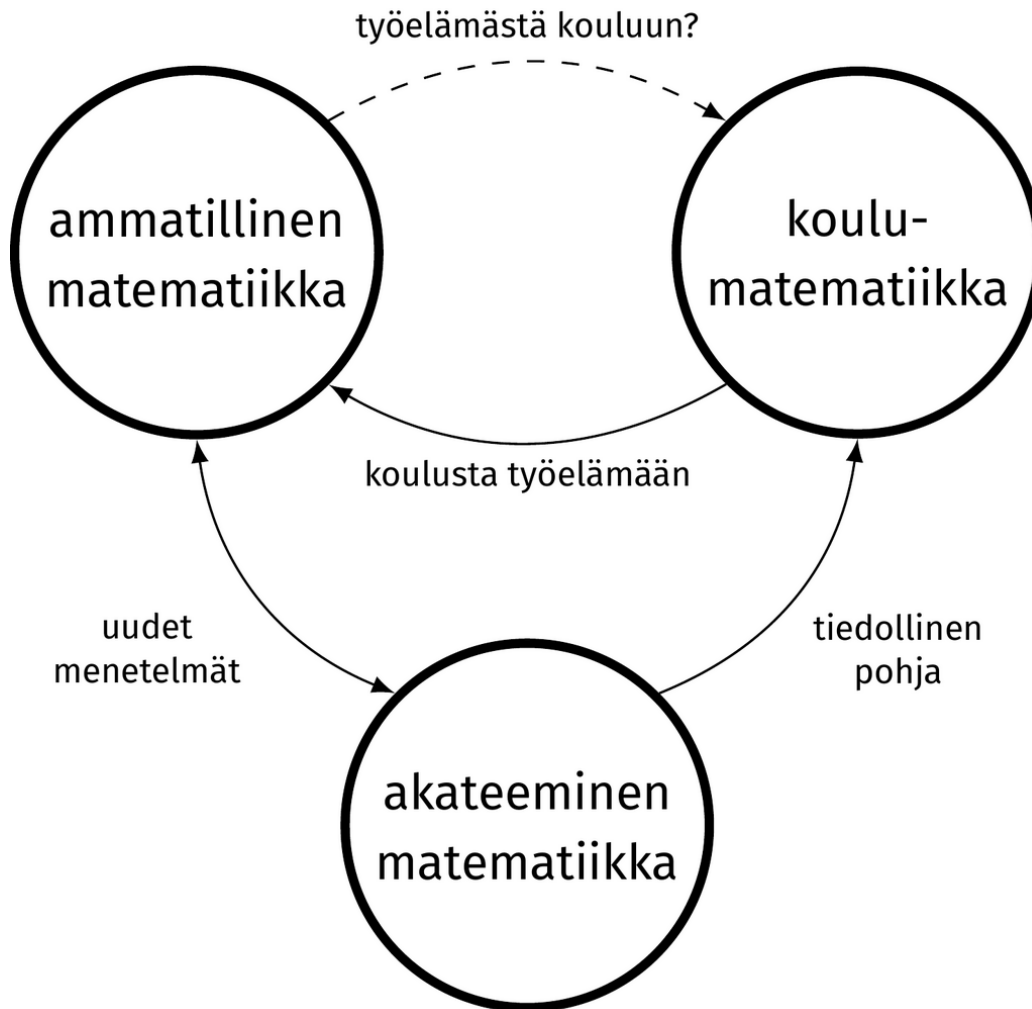 työelämästä kouluun?
ammatillinen
matematiikka
koulu-
matematiikka
koulusta työelämään
uudet
menetelmät
tiedollinen
pohja
akateeminen
matematiikka